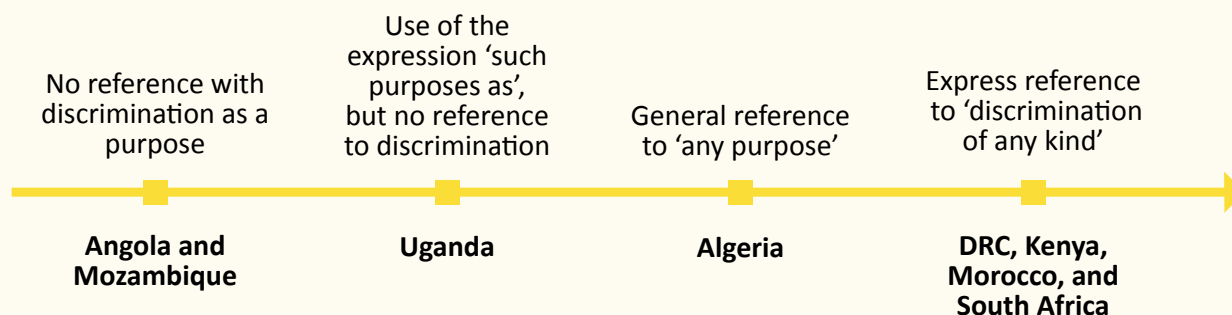 No reference with
discrimination as a
purpose
Use of the
expression ‘such
purposes as’,
but no reference
to discrimination
General reference
to ‘any purpose’
Express reference
to ‘discrimination
of any kind’
Angola and
Mozambique
Uganda
Algeria
DRC, Kenya,
Morocco, and
South Africa